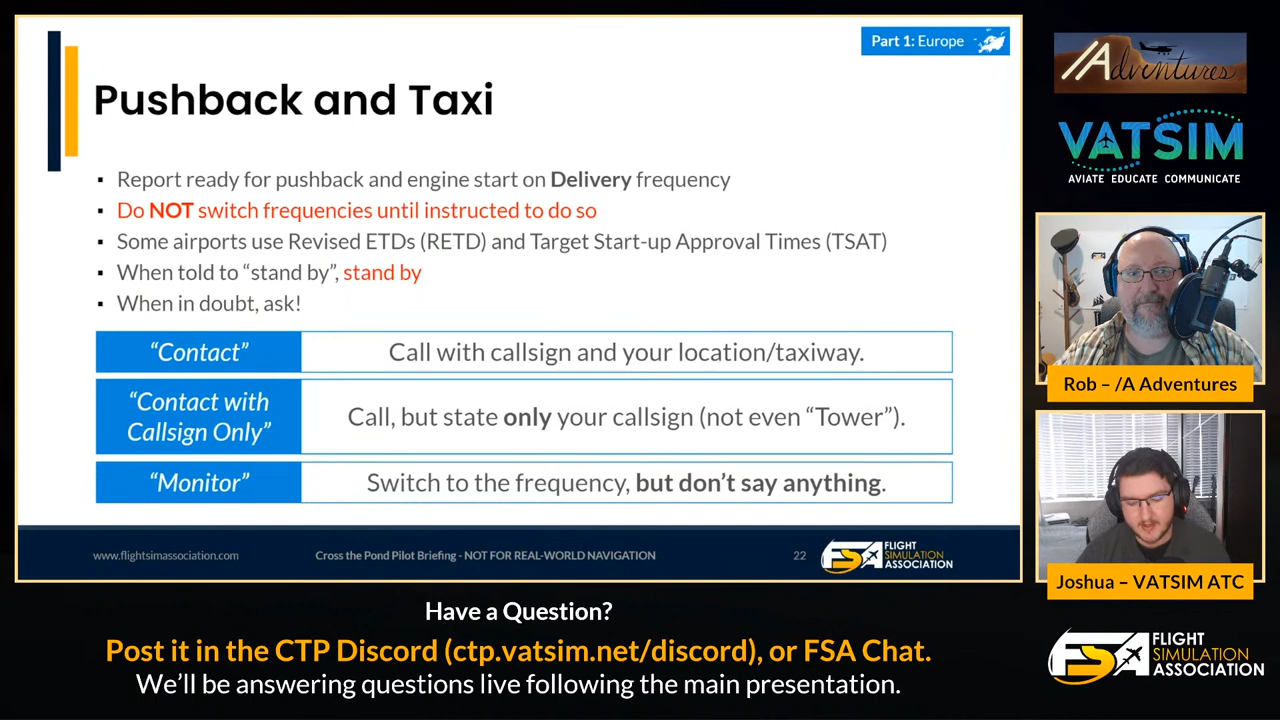 Part 1: Europe
Pushback and Taxi
▪ Report ready for pushback and engine start on Delivery frequency
▪ Do NOT switch frequencies until instructed to do so
▪ Some airports use Revised ETDs (RETD) and Target Start-up Approval Times (TSAT)
▪ When told to “stand by”, stand by
▪ When in doubt, ask!
“Contact”
Call with callsign and your location/taxiway.
“Contact with
Callsign Only”
Call, but state only your callsign (not even “Tower”).
“Monitor”
Switch to the frequency, but don’t say anything.
www.flightsimassociation.com
Cross the Pond Pilot Briefing - NOT FOR REAL-WORLD NAVIGATION
22
FSA FLIGHT
SIMULATION
ASSOCIATION
/Adventures
VATSIM
AVIATE EDUCATE COMMUNICATE
Rob – /A Adventures
Joshua – VATSIM ATC
Have a Question?
Post it in the CTP Discord (ctp.vatsim.net/discord), or FSA Chat.
We’ll be answering questions live following the main presentation.
FSA FLIGHT
SIMULATION
ASSOCIATION